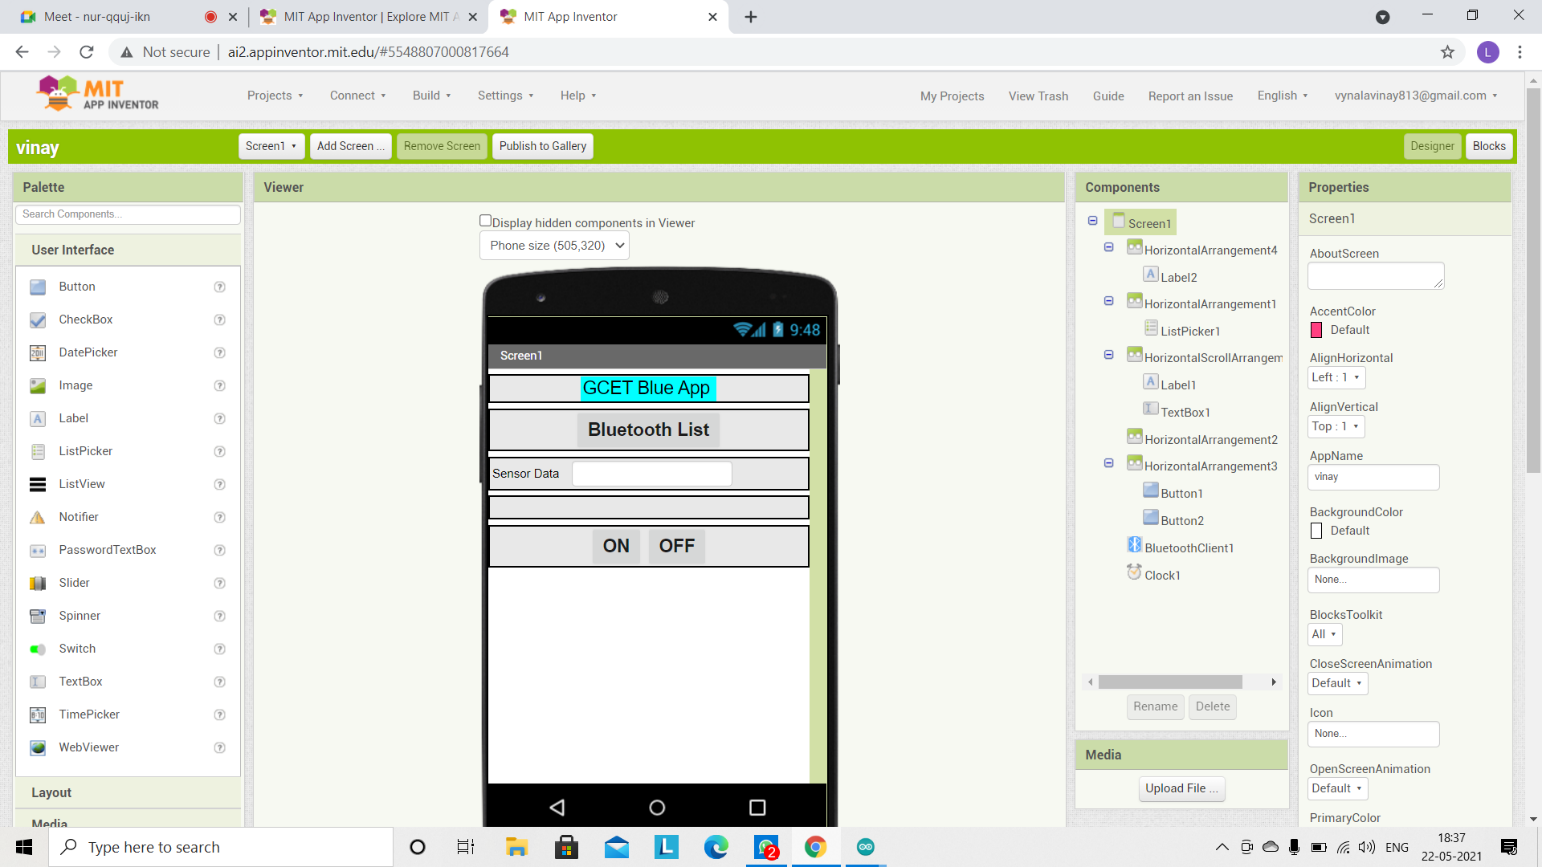 Meet - nur-qquj-ikn
MIT App Inventor | Explore MIT A
MIT App Inventor
Not secure
ai2.appinventor.mit.edu/#5548807000817664
L
MIT
APP INVENTOR
Projects
Connect
Build
Settings
Help
My Projects
View Trash
Guide
Report an Issue
English
vynalavinay813@gmail.com
vinay
Screen1
Add Screen ...
Remove Screen
Publish to Gallery
Designer
Blocks
Palette
Search Components...
User Interface
Button
CheckBox
DatePicker
Image
Label
ListPicker
ListView
Notifier
PasswordTextBox
Slider
Spinner
Switch
TextBox
TimePicker
WebViewer
Layout
Media
Viewer
Display hidden components in Viewer
Phone size (505,320)
9:48
Screen1
GCET Blue App
Bluetooth List
Sensor Data
ON OFF
Components
Screen1
HorizontalArrangement4
Label2
HorizontalArrangement1
ListPicker1
HorizontalScrollArrangem
Label1
TextBox1
HorizontalArrangement2
HorizontalArrangement3
Button1
Button2
BluetoothClient1
Clock1
Rename
Delete
Media
Upload File ...
Properties
Screen1
AboutScreen
AccentColor
Default
AlignHorizontal
Left : 1
AlignVertical
Top : 1
AppName
vinay
BackgroundColor
Default
BackgroundImage
None...
BlocksToolkit
All
CloseScreenAnimation
Default
Icon
None...
OpenScreenAnimation
Default
PrimaryColor
Type here to search
L
2
ENG
18:37
22-05-2021